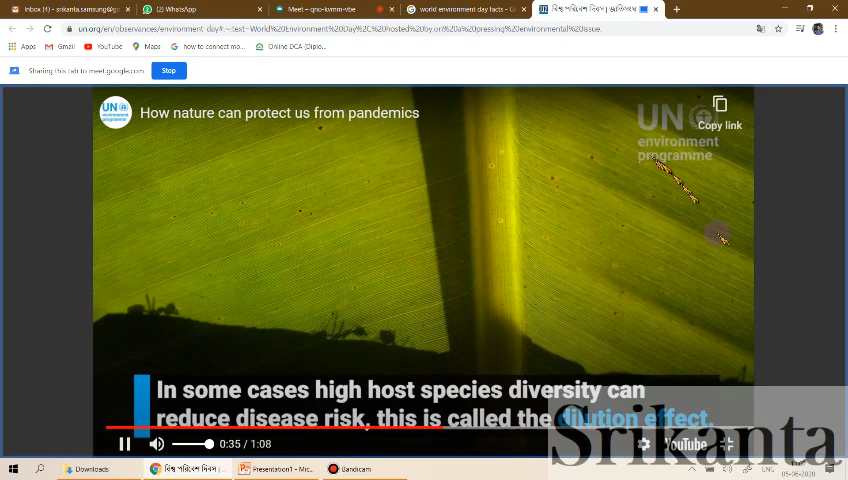 Inbox (4) - srikanta.samsung@gm
(2) WhatsApp
Meet – qno-kvmm-vbe
world environment day facts - G
বিশ্ব পরিবেশ দিবস | জাতিসংঘ
un.org/en/observances/environment-day#:~:text=World%20Environment%20Day%2C%20hosted%20by,on%20a%20pressing%20environmental%20issue.
Apps
Gmail
YouTube
Maps
how to connect mo...
Online DCA (Diplo...
Sharing this tab to meet.google.com
Stop
UN
environment
programme
How nature can protect us from pandemics
Copy link
UN
environment
programme
In some cases high host species diversity can
reduce disease risk, this is called the dilution effect.
0:35 / 1:08
YouTube
Srikanta
Downloads
বিশ্ব পরিবেশ দিবস | ...
Presentation1 - Mic...
Bandicam
ENG
05-06-2020